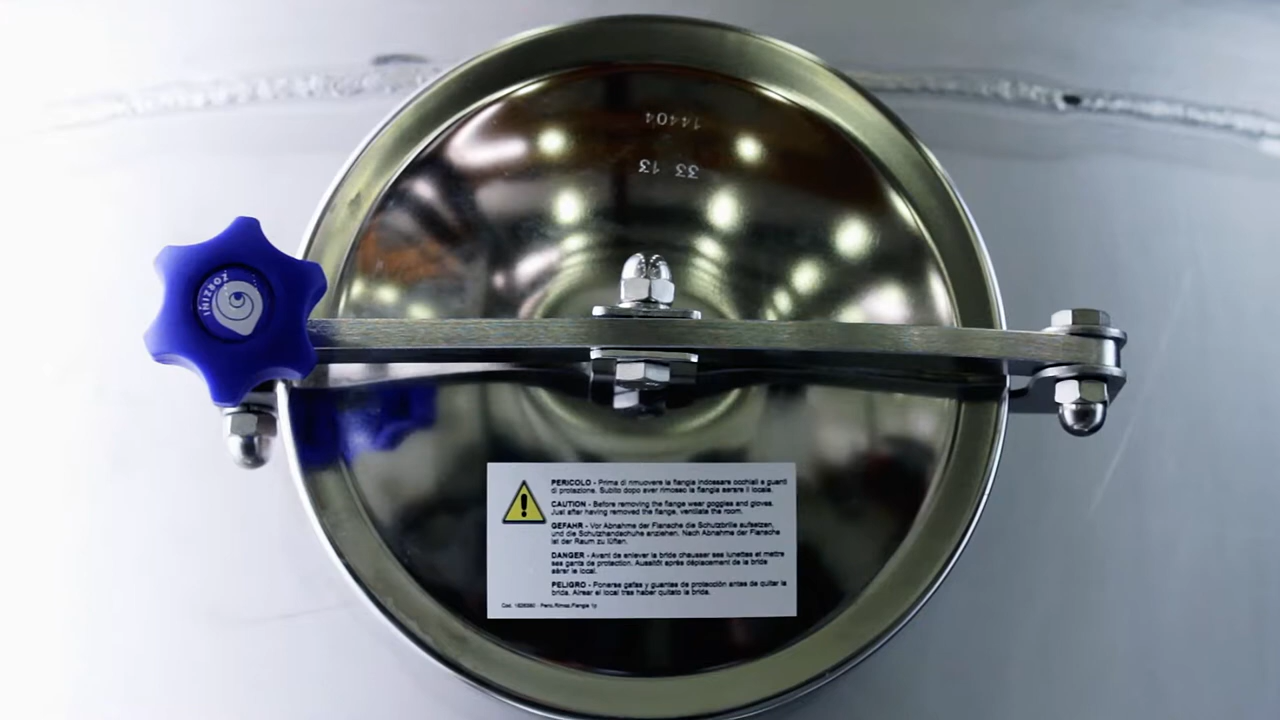 14404
33 13
ZORZINI
PERICOLO - Prima di rimuovere la flangia indossare occhiali e guanti
di protezione. Subito dopo aver rimosso la flangia aerare il locale.
CAUTION - Before removing the flange wear goggles and gloves.
Just after having removed the flange, ventilate the room.
GEFAHR - Vor Abnahme der Flansche die Schutzbrille aufsetzen,
und die Schutzhandschuhe anziehen. Nach Abnahme der Flansche
ist der Raum zu lüften.
DANGER - Avant de enlever la bride chausser ses lunettes et mettre
ses gants de protection. Aussitôt après déplacement de la bride
aérer le local.
PELIGRO - Ponerse gafas y guantes de protección antes de quitar la
brida. Airear el local tras haber quitato la brida.
Cod.